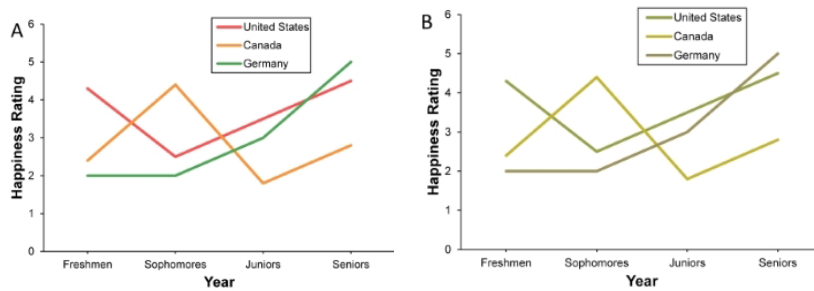 A
United States
Canada
Germany
Happiness Rating
6
5
4
3
2
1
0
Freshmen Sophomores Juniors Seniors
Year
B
United States
Canada
Germany
Happiness Rating
6
5
4
3
2
1
0
Freshmen Sophomores Juniors Seniors
Year